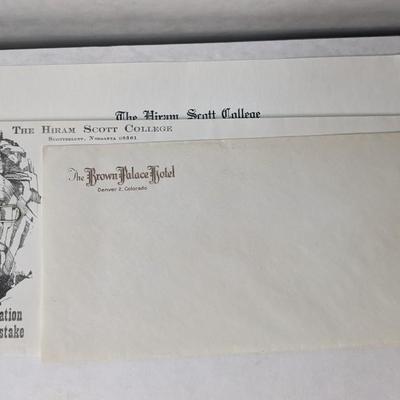 The Hiram Scott College
The Hiram Scott College
Scottsbluff, Nebraska 69361
The Brown Palace Hotel
Denver 2, Colorado
ation
stake